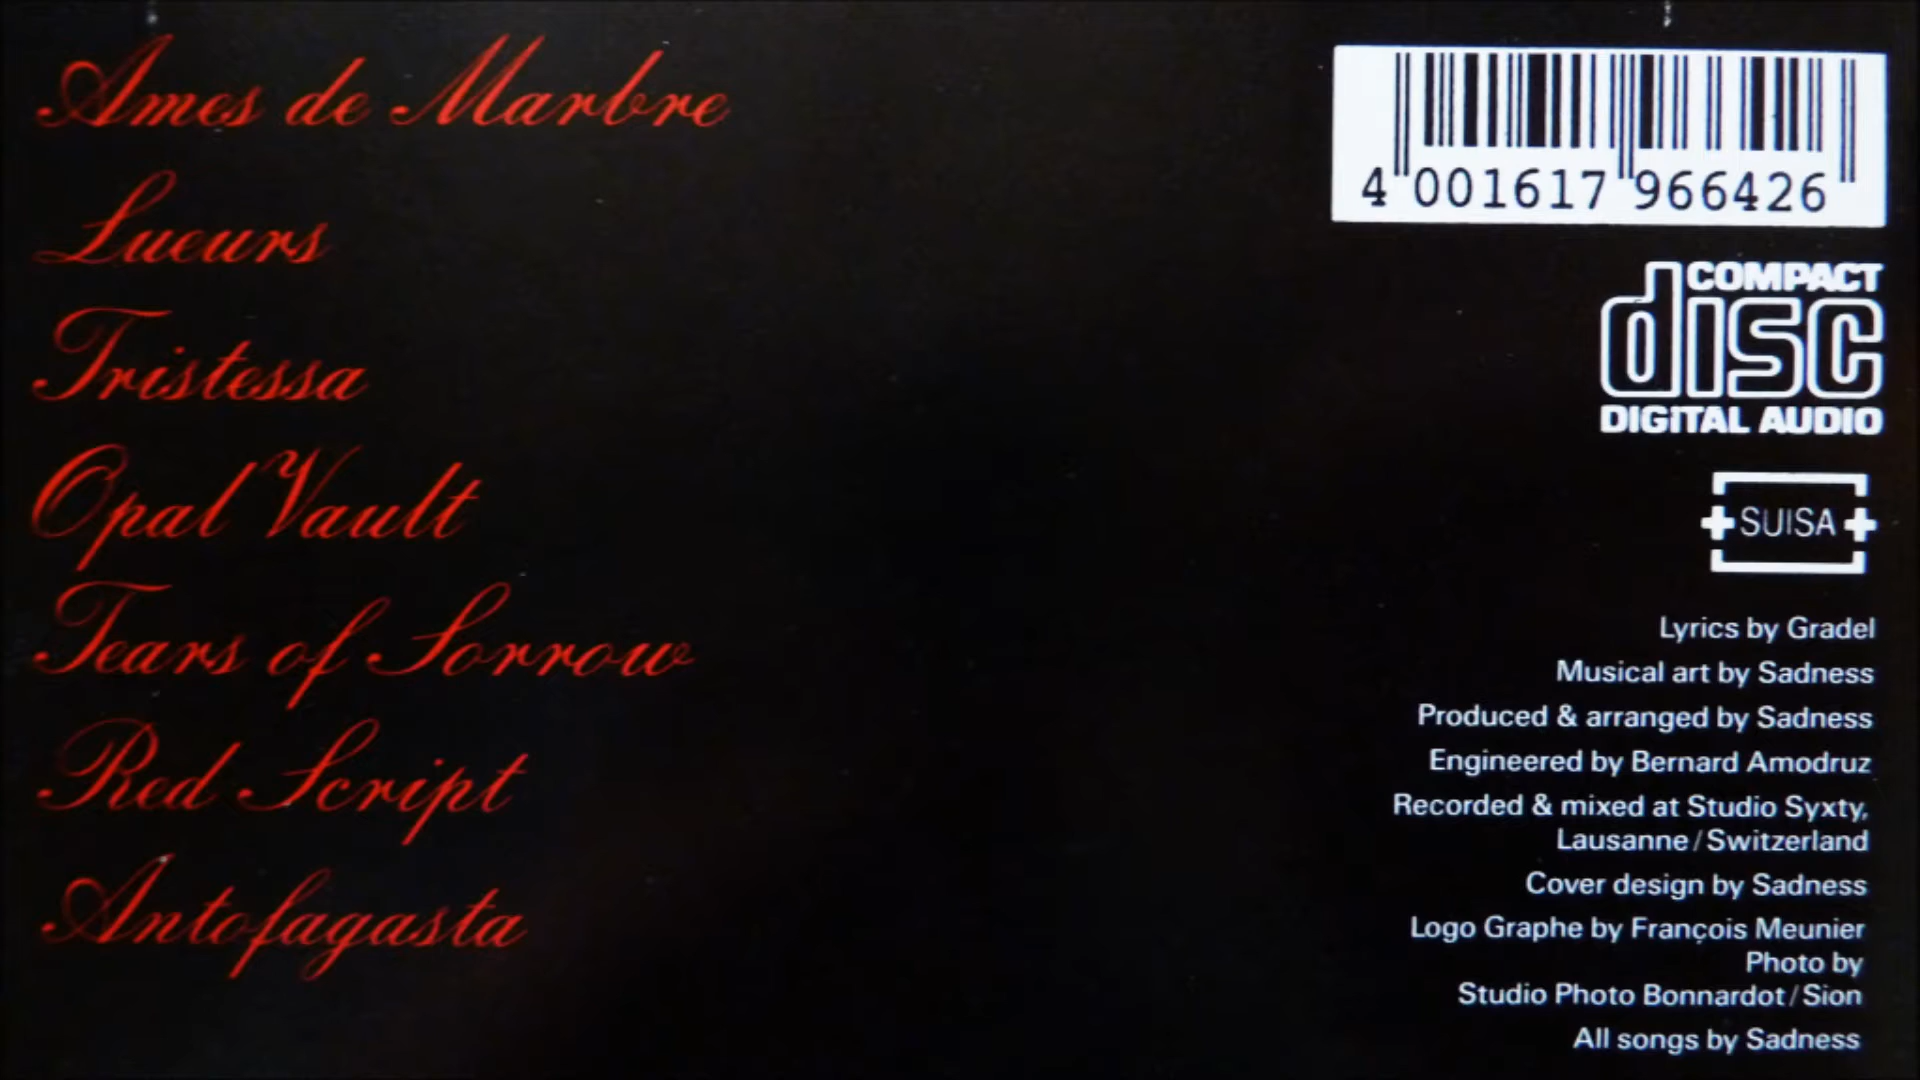 Ames de Marbre
Lueurs
Tristessa
Opal Vault
Tears of Sorrow
Red Script
Antofagasta
4 001617 966426
COMPACT
disc
DIGITAL AUDIO
SUISA
Lyrics by Gradel
Musical art by Sadness
Produced & arranged by Sadness
Engineered by Bernard Amodruz
Recorded & mixed at Studio Syxty,
Lausanne/Switzerland
Cover design by Sadness
Logo Graphe by François Meunier
Photo by
Studio Photo Bonnardot/Sion
All songs by Sadness